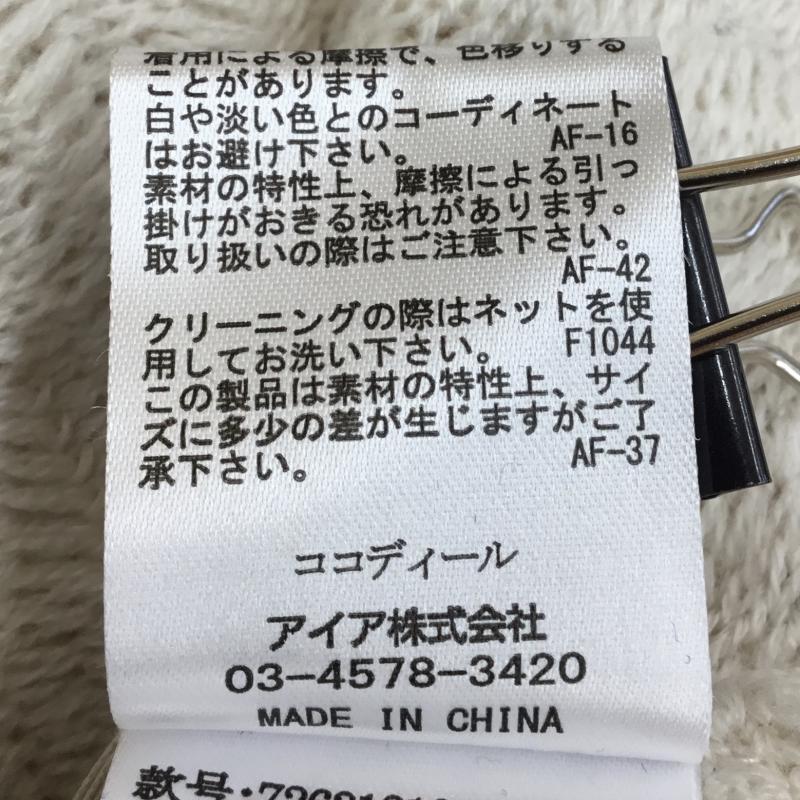 着用による摩擦で、色移りする
ことがあります。
白や淡い色とのコーディネート
はお避け下さい。 AF-16
素材の特性上、摩擦による引っ
掛けがおきる恐れがあります。
取り扱いの際はご注意下さい。
AF-42
クリーニングの際はネットを使
用してお洗い下さい。 F1044
この製品は素材の特性上、サイ
ズに多少の差が生じますがご了
承下さい。 AF-37
ココディール
アイア株式会社
03-4578-3420
MADE IN CHINA
款号: